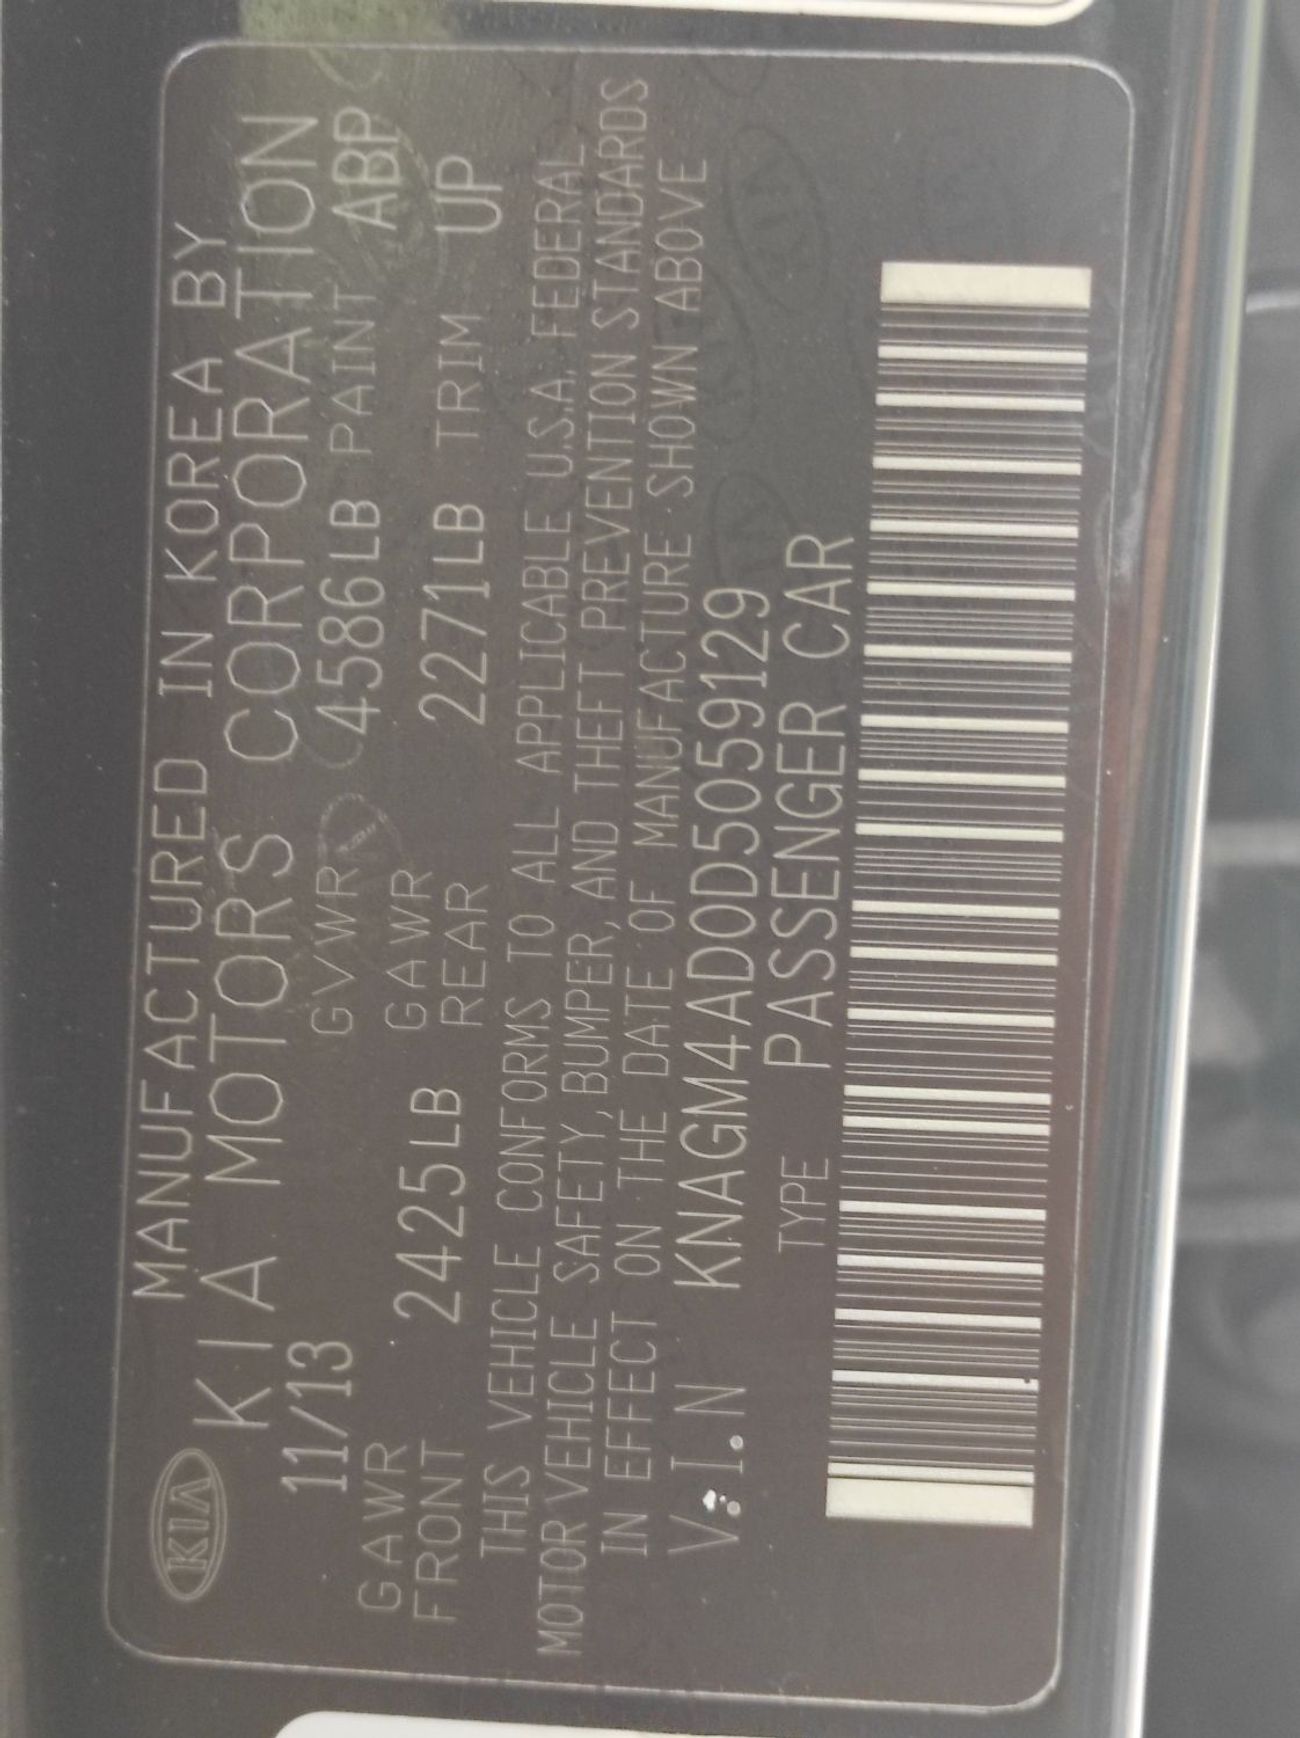 KIA
MANUFACTURED IN KOREA BY
KIA MOTORS CORPORATION
11/13 GVWR 4586LB PAINT ABP
GAWR FRONT 2425LB GAWR REAR 2271LB TRIM UP
THIS VEHICLE CONFORMS TO ALL APPLICABLE U.S.A. FEDERAL
MOTOR VEHICLE SAFETY, BUMPER, AND THEFT PREVENTION STANDARDS
IN EFFECT ON THE DATE OF MANUFACTURE SHOWN ABOVE
V.I.N KNAGM4AD0D5059129
TYPE PASSENGER CAR